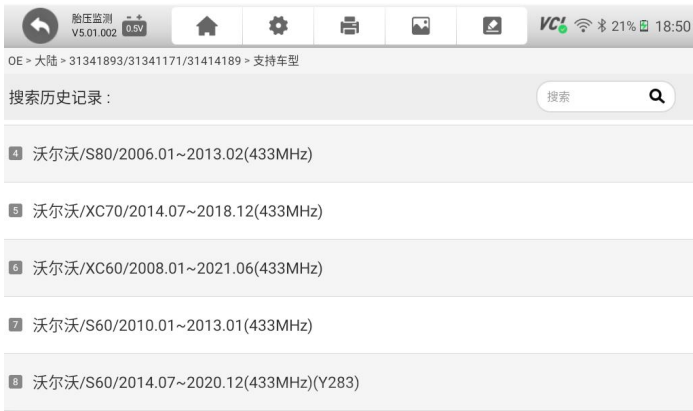 胎压监测
V5.01.002
0.5V
VCI
21%
18:50
OE > 大陆 > 31341893/31341171/31414189 > 支持车型
搜索历史记录 :
搜索
4 沃尔沃/S80/2006.01~2013.02(433MHz)
5 沃尔沃/XC70/2014.07~2018.12(433MHz)
6 沃尔沃/XC60/2008.01~2021.06(433MHz)
7 沃尔沃/S60/2010.01~2013.01(433MHz)
8 沃尔沃/S60/2014.07~2020.12(433MHz)(Y283)